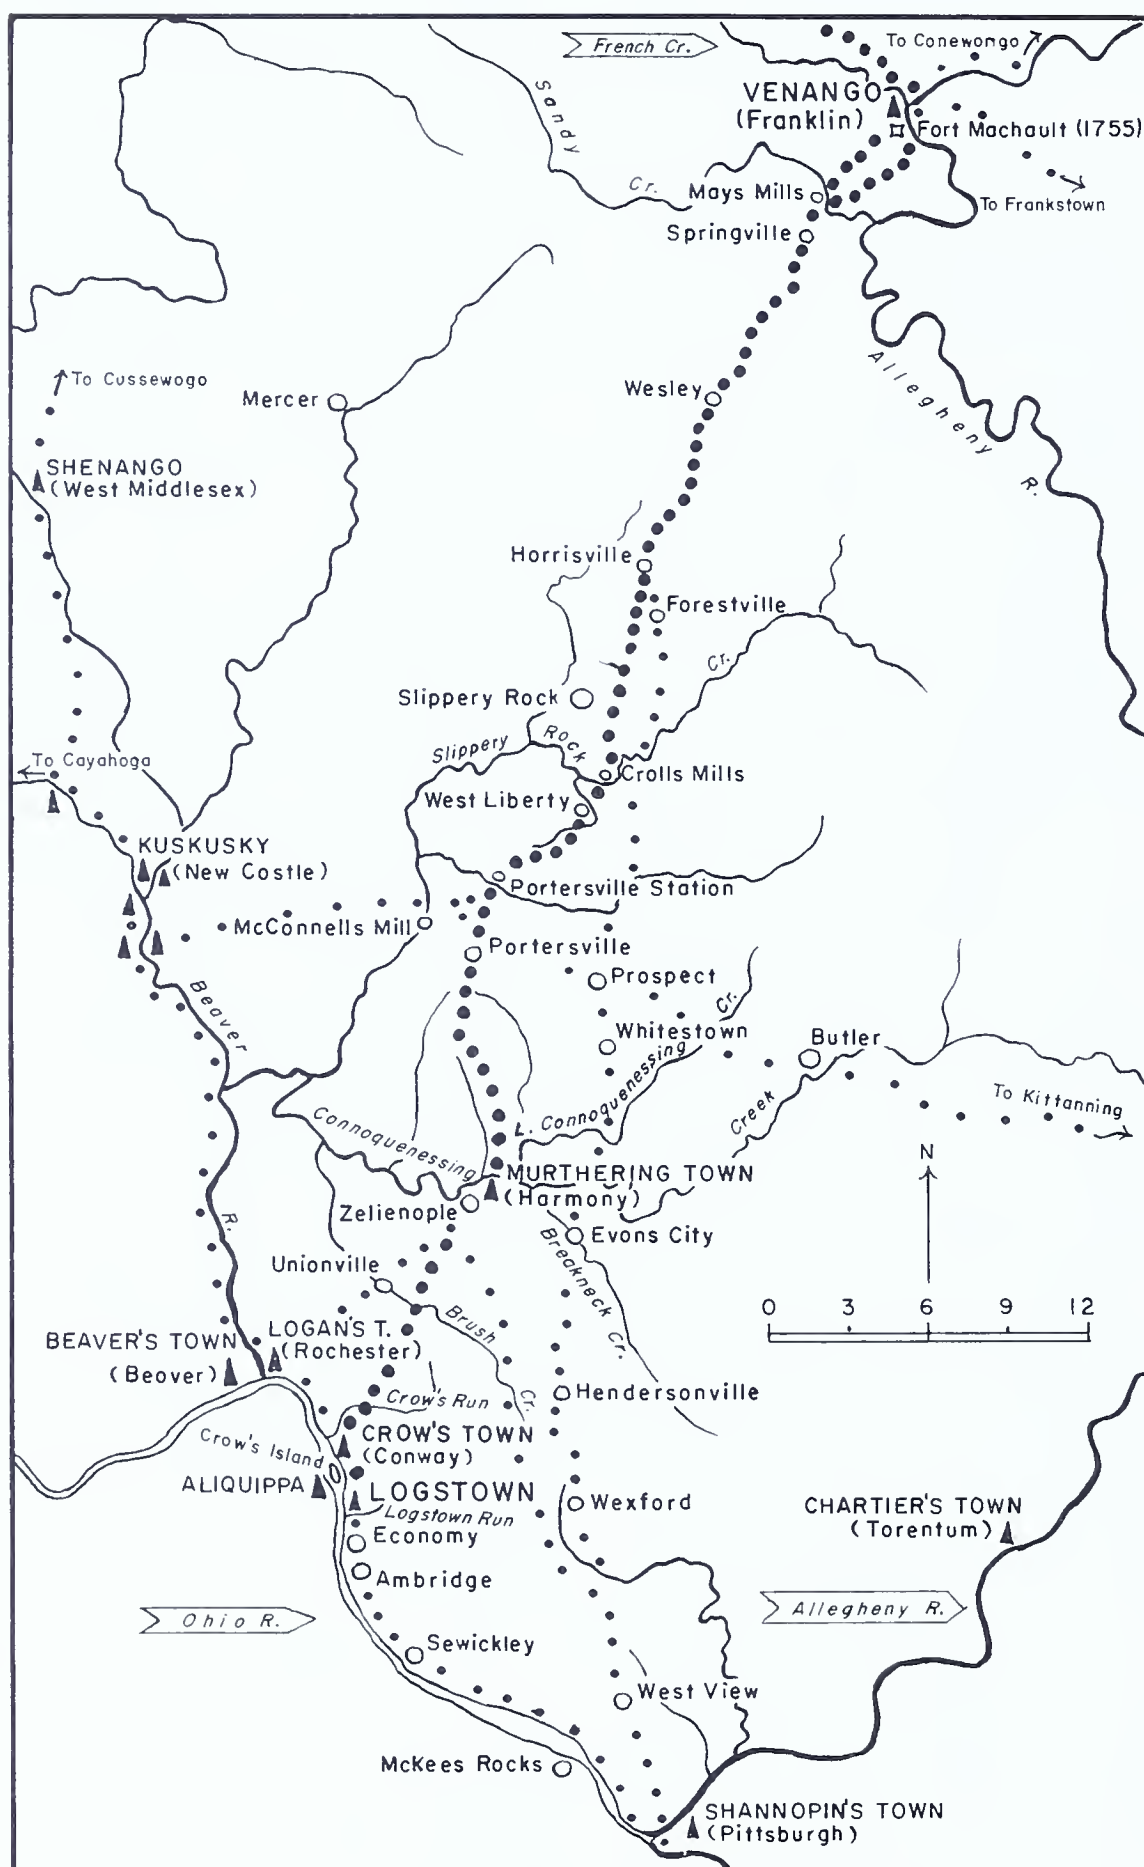 French Cr.
To Conewongo
VENANGO
(Franklin)
Fort Machault (1755)
Sandy
Cr.
Mays Mills
To Frankstown
Springville
Allegheny
R.
To Cussewogo
Mercer
Wesley
SHENANGO
(West Middlesex)
Horrisville
Forestville
Cr.
Slippery Rock
Slippery
Rock
To Cayahoga
Crolls Mills
West Liberty
KUSKUSKY
(New Castle)
Portersville Station
McConnells Mill
Portersville
Prospect
Beaver
Cr.
Whitestown
Butler
L. Connoquenessing
Creek
To Kittanning
Connoquenessing
N
MURTHERING TOWN
(Harmony)
Zelienople
R.
Evons City
Breakneck Cr.
Unionville
Brush
Cr.
0 3 6 9 12
BEAVER'S TOWN
(Beover)
LOGAN'S T.
(Rochester)
Crow's Run
Hendersonville
CROW'S TOWN
(Conway)
Crow's Island
ALIQUIPPA
LOGSTOWN
Logstown Run
Wexford
CHARTIER'S TOWN
(Torentum)
Economy
Ambridge
Ohio R.
Allegheny R.
Sewickley
West View
McKees Rocks
SHANNOPIN'S TOWN
(Pittsburgh)